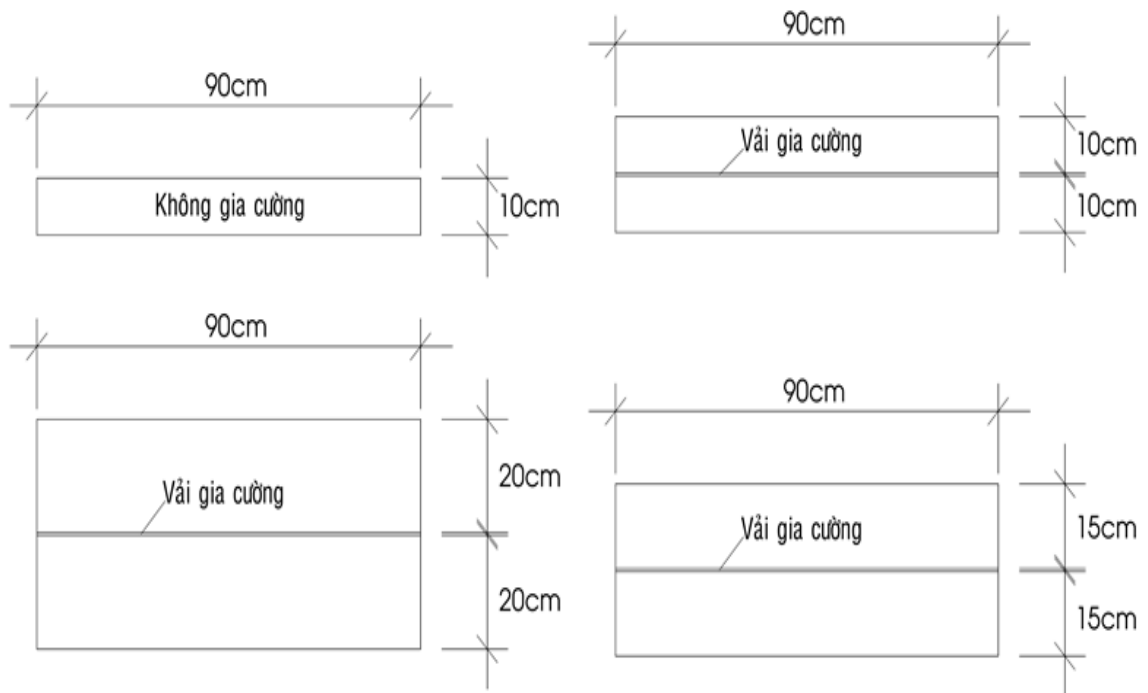 90cm
Không gia cường
10cm
90cm
Vải gia cường
10cm
10cm
90cm
Vải gia cường
20cm
20cm
90cm
Vải gia cường
15cm
15cm